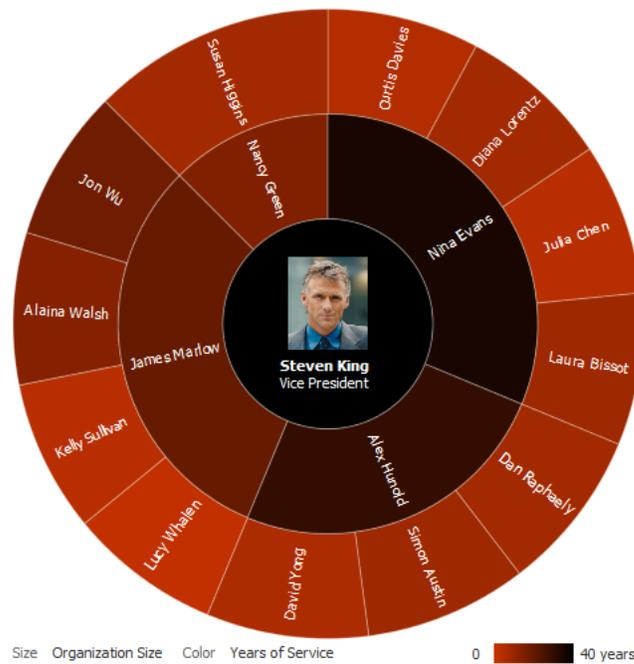 Susan Higgins
Curtis Davies
Diana Lorentz
Jon Wu
Nancy Green
Nina Evans
Julia Chen
Alaina Walsh
James Marlow
Steven King
Vice President
Laura Bissot
Kelly Sullivan
Alex Hunold
Dan Raphaely
Lucy Whalen
David Yong
Simon Austin
Size Organization Size Color Years of Service 0 40 years